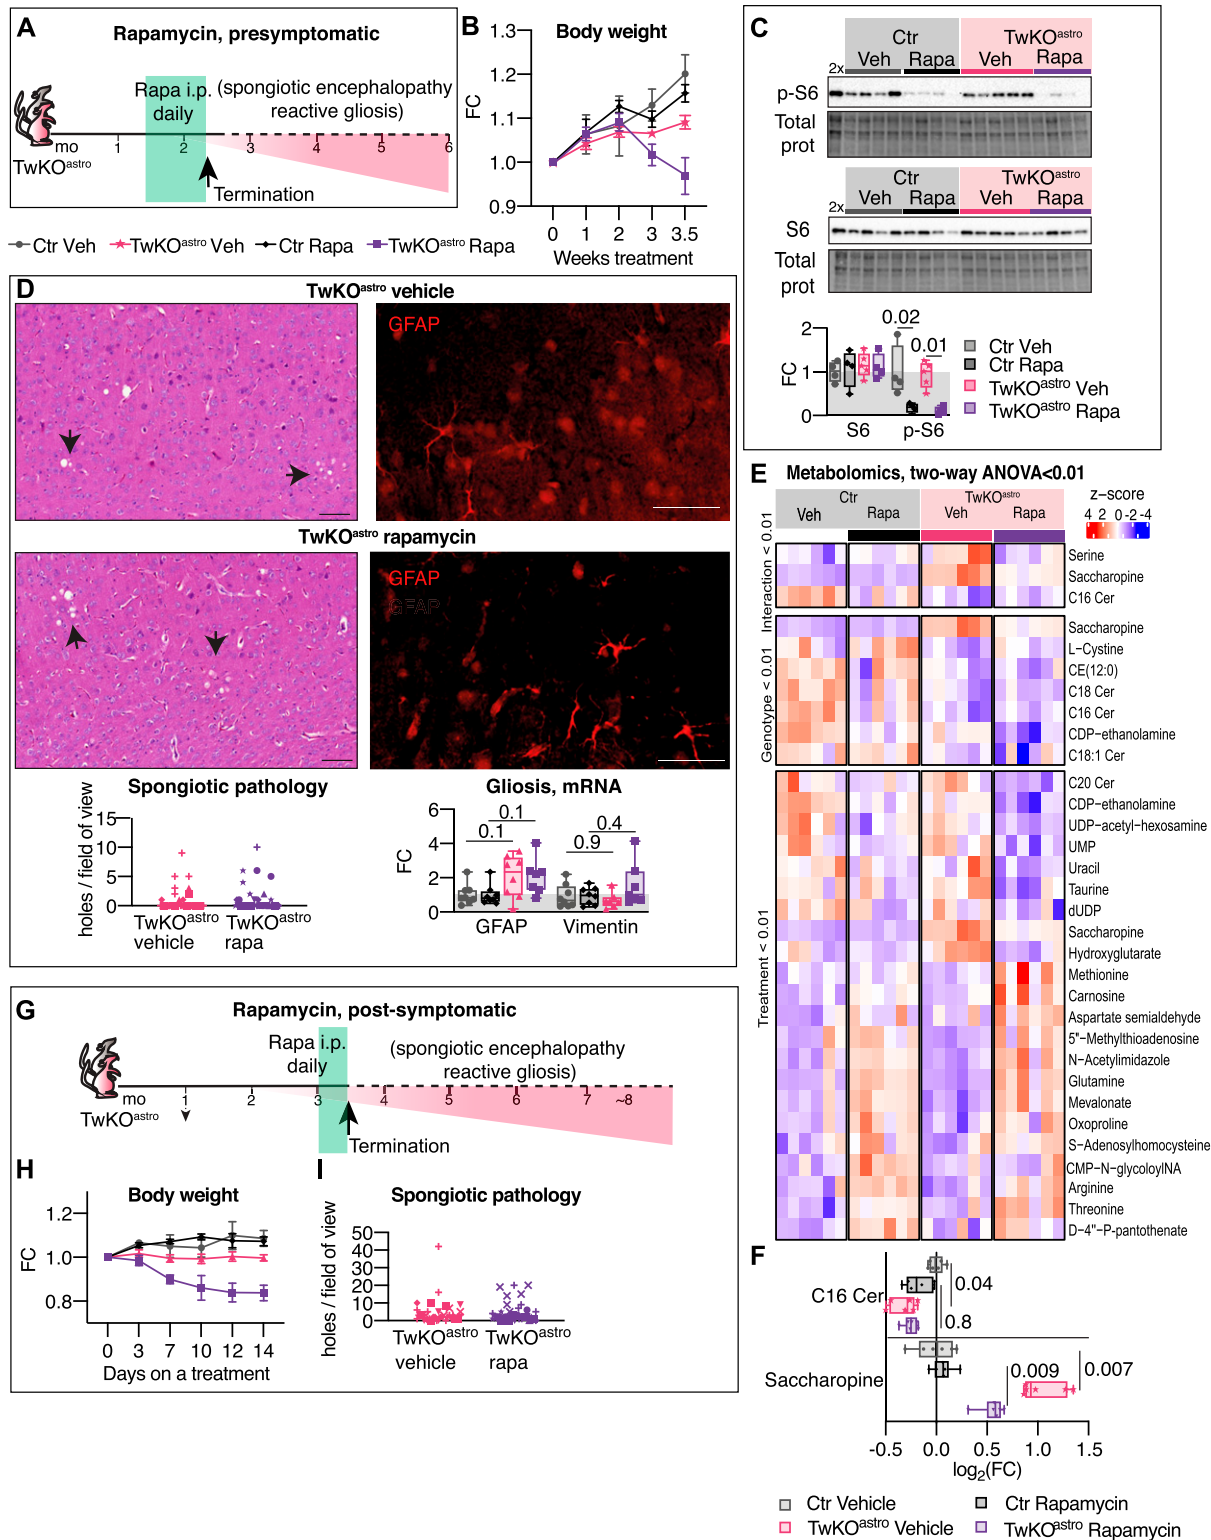 A
Rapamycin, presymptomatic
Rapa i.p. daily
(spongiotic encephalopathy
reactive gliosis)
mo 1 2 3 4 5 6
TwKOastro
Termination
B
Body weight
FC
1.3
1.2
1.1
1.0
0.9
0 1 2 3 3.5
Weeks treatment
Ctr Veh
TwKOastro Veh
Ctr Rapa
TwKOastro Rapa
C
Ctr TwKOastro
2x Veh Rapa Veh Rapa
p-S6
Total
prot
Ctr TwKOastro
2x Veh Rapa Veh Rapa
S6
Total
prot
FC
2
1
0
0.02
0.01
S6 p-S6
Ctr Veh
Ctr Rapa
TwKOastro Veh
TwKOastro Rapa
D
TwKOastro vehicle
GFAP
TwKOastro rapamycin
GFAP
GFAP
Spongiotic pathology
holes / field of view
15
10
5
0
TwKOastro TwKOastro
vehicle rapa
Gliosis, mRNA
FC
6
4
2
0
0.1
0.1
0.4
0.9
GFAP Vimentin
E
Metabolomics, two-way ANOVA<0.01
Ctr TwKOastro
Veh Rapa Veh Rapa
z-score
4 2 0 -2 -4
Interaction < 0.01
Serine
Saccharopine
C16 Cer
Genotype < 0.01
Saccharopine
L-Cystine
CE(12:0)
C18 Cer
C16 Cer
CDP-ethanolamine
C18:1 Cer
Treatment < 0.01
C20 Cer
CDP-ethanolamine
UDP-acetyl-hexosamine
UMP
Uracil
Taurine
dUDP
Saccharopine
Hydroxyglutarate
Methionine
Carnosine
Aspartate semialdehyde
5"-Methylthioadenosine
N-Acetylimidazole
Glutamine
Mevalonate
Oxoproline
S-Adenosylhomocysteine
CMP-N-glycoloylNA
Arginine
Threonine
D-4"-P-pantothenate
F
C16 Cer
0.04
0.8
Saccharopine
0.009
0.007
-0.5 0.0 0.5 1.0 1.5
log2(FC)
Ctr Vehicle
Ctr Rapamycin
TwKOastro Vehicle
TwKOastro Rapamycin
G
Rapamycin, post-symptomatic
Rapa i.p.
daily
(spongiotic encephalopathy
reactive gliosis)
mo 1 2 3 4 5 6 7 ~8
TwKOastro
Termination
H
Body weight
FC
1.2
1.0
0.8
0 3 7 10 12 14
Days on a treatment
I
Spongiotic pathology
holes / field of view
50
40
30
20
10
0
TwKOastro TwKOastro
vehicle rapa